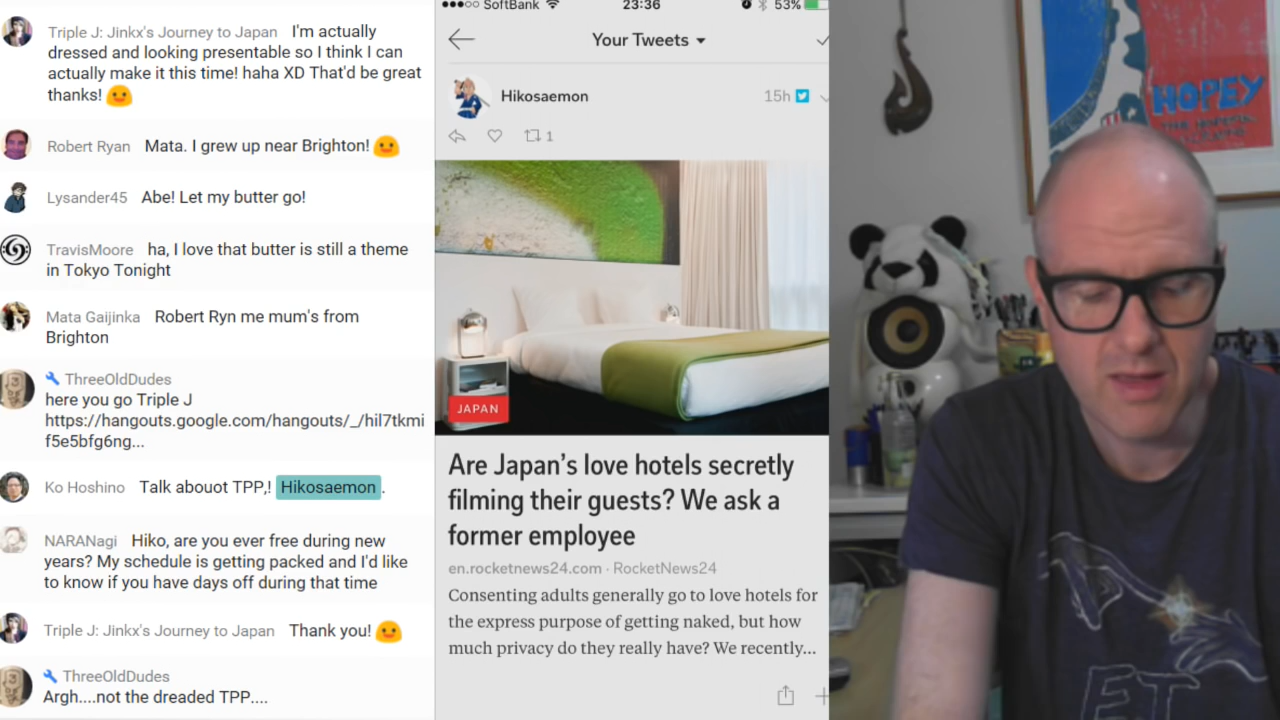 Triple J: Jinkx's Journey to Japan I'm actually
dressed and looking presentable so I think I can
actually make it this time! haha XD That'd be great
thanks!
Robert Ryan Mata. I grew up near Brighton!
Lysander45 Abe! Let my butter go!
TravisMoore ha, I love that butter is still a theme
in Tokyo Tonight
Mata Gaijinka Robert Ryn me mum's from
Brighton
ThreeOldDudes
here you go Triple J
https://hangouts.google.com/hangouts/_/hil7tkmi
f5e5bfg6ng...
Ko Hoshino Talk abouot TPP,! Hikosaemon.
NARANagi Hiko, are you ever free during new
years? My schedule is getting packed and I'd like
to know if you have days off during that time
Triple J: Jinkx's Journey to Japan Thank you!
ThreeOldDudes
Argh....not the dreaded TPP....
SoftBank 23:36 53%
Your Tweets
Hikosaemon 15h
1
JAPAN
Are Japan's love hotels secretly
filming their guests? We ask a
former employee
en.rocketnews24.com · RocketNews24
Consenting adults generally go to love hotels for
the express purpose of getting naked, but how
much privacy do they really have? We recently...
HOPEY
ET